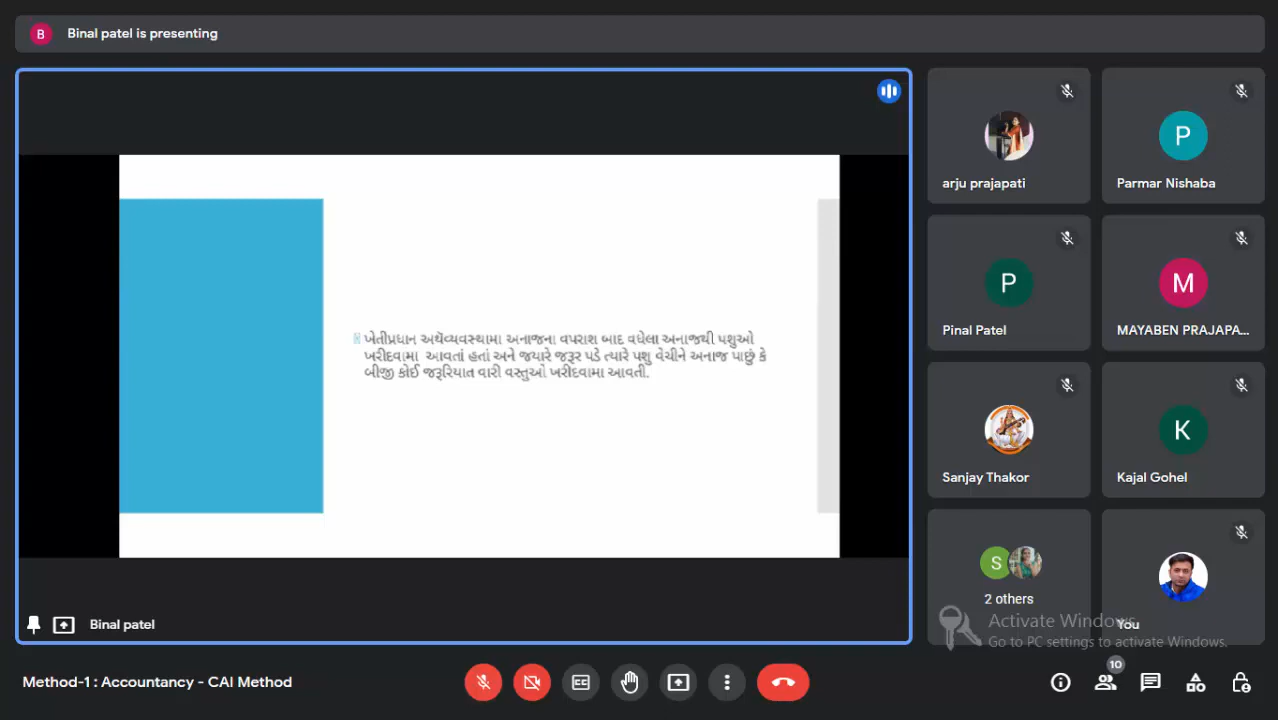 B Binal patel is presenting
ખેતીપ્રધાન અર્થવ્યવસ્થામા અનાજના વપરાશ બાદ વધેલા અનાજથી પશુઓ
ખરીદવામા આવતાં હતાં અને જયારે જરૂર પડે ત્યારે પશુ વેચીને અનાજ પાછું કે
બીજી કોઈ જરૂરિયાત વારી વસ્તુઓ ખરીદવામા આવતી.
Binal patel
arju prajapati
P
Parmar Nishaba
P
Pinal Patel
M
MAYABEN PRAJAPA...
Sanjay Thakor
K
Kajal Gohel
S
2 others
You
Activate Windows
Go to PC settings to activate Windows.
Method-1 : Accountancy - CAI Method
10